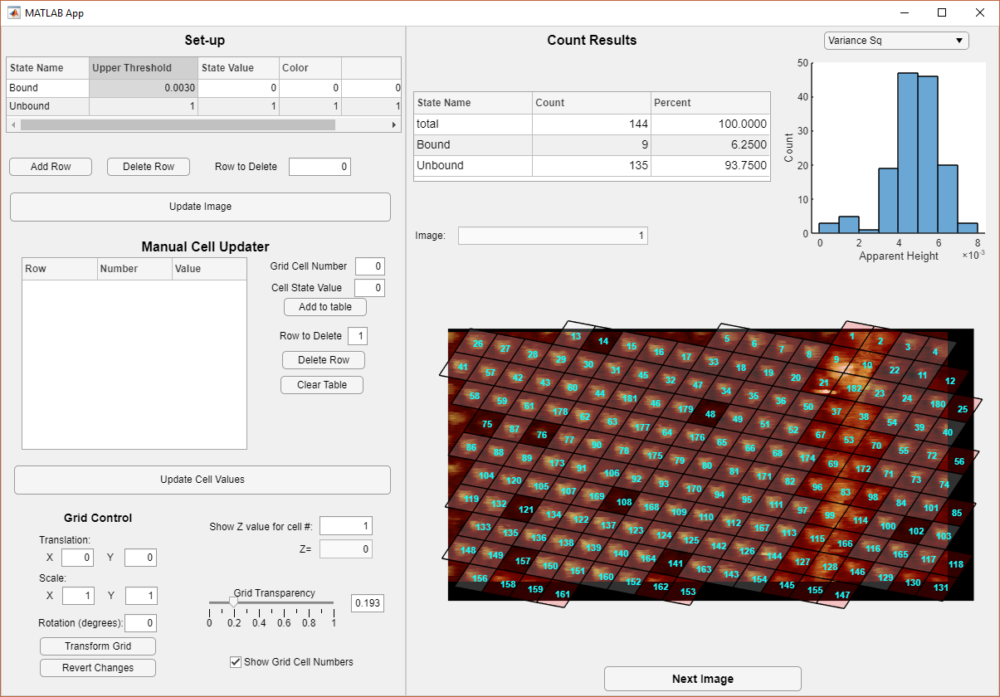 MATLAB App
Set-up
State Name Upper Threshold State Value Color
Bound 0.0030 0 0 0
Unbound 1 1 1 1
Add Row Delete Row Row to Delete 0
Update Image
Manual Cell Updater
Row Number Value
Grid Cell Number 0
Cell State Value 0
Add to table
Row to Delete 1
Delete Row
Clear Table
Update Cell Values
Grid Control
Translation:
X 0 Y 0
Scale:
X 1 Y 1
Rotation (degrees): 0
Transform Grid
Revert Changes
Show Z value for cell #: 1
Z= 0
Grid Transparency
0.193
0 0.2 0.4 0.6 0.8 1
Show Grid Cell Numbers
Count Results
State Name Count Percent
total 144 100.0000
Bound 9 6.2500
Unbound 135 93.7500
Image: 1
Variance Sq
50
40
30
20
10
0
Count
0 2 4 6 8
Apparent Height ×10-3
26 27 28 29 30 31 45 32 47 34 35 36 50 37 38 54 39 40
13 14 15 16 17 33 18 19 20 21 182 23 24 180 25
5 6 7 8 9 10 22 11 12
1 2 3 4
41 57 42 43 60 44 181 46 179 48 49 51 52 67 53 70 55 72 56
58 59 61 178 62 63 177 64 176 65 66 68 174 69 172 71 73 74
75 87 76 77 90 78 175 79 80 81 171 82 96 83 98 84 101 85
86 88 89 173 91 106 92 93 170 94 95 111 97 99 114 100 102 103
104 120 105 107 169 108 168 109 110 112 167 113 115 166 116 165 117 118
119 132 121 134 122 137 123 124 125 142 126 144 127 128 146 129 130 131
133 135 136 138 139 140 164 141 163 143 154 145 155 147
148 149 157 150 151 160 152 162 153
156 158 159 161
Next Image